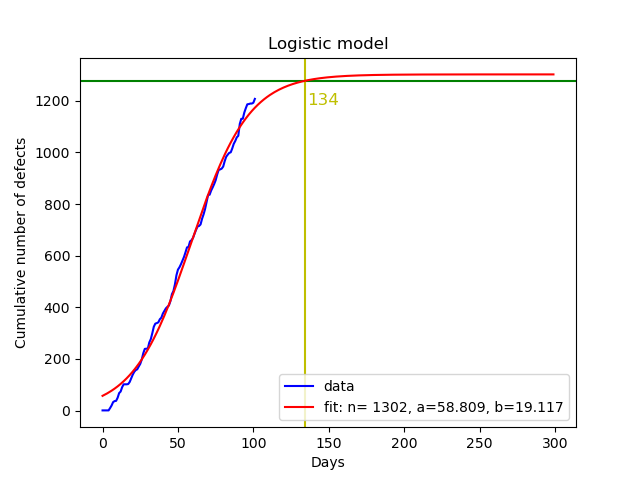 Logistic model
Cumulative number of defects
1200
1000
800
600
400
200
0
134
data
fit: n= 1302, a=58.809, b=19.117
0 50 100 150 200 250 300
Days